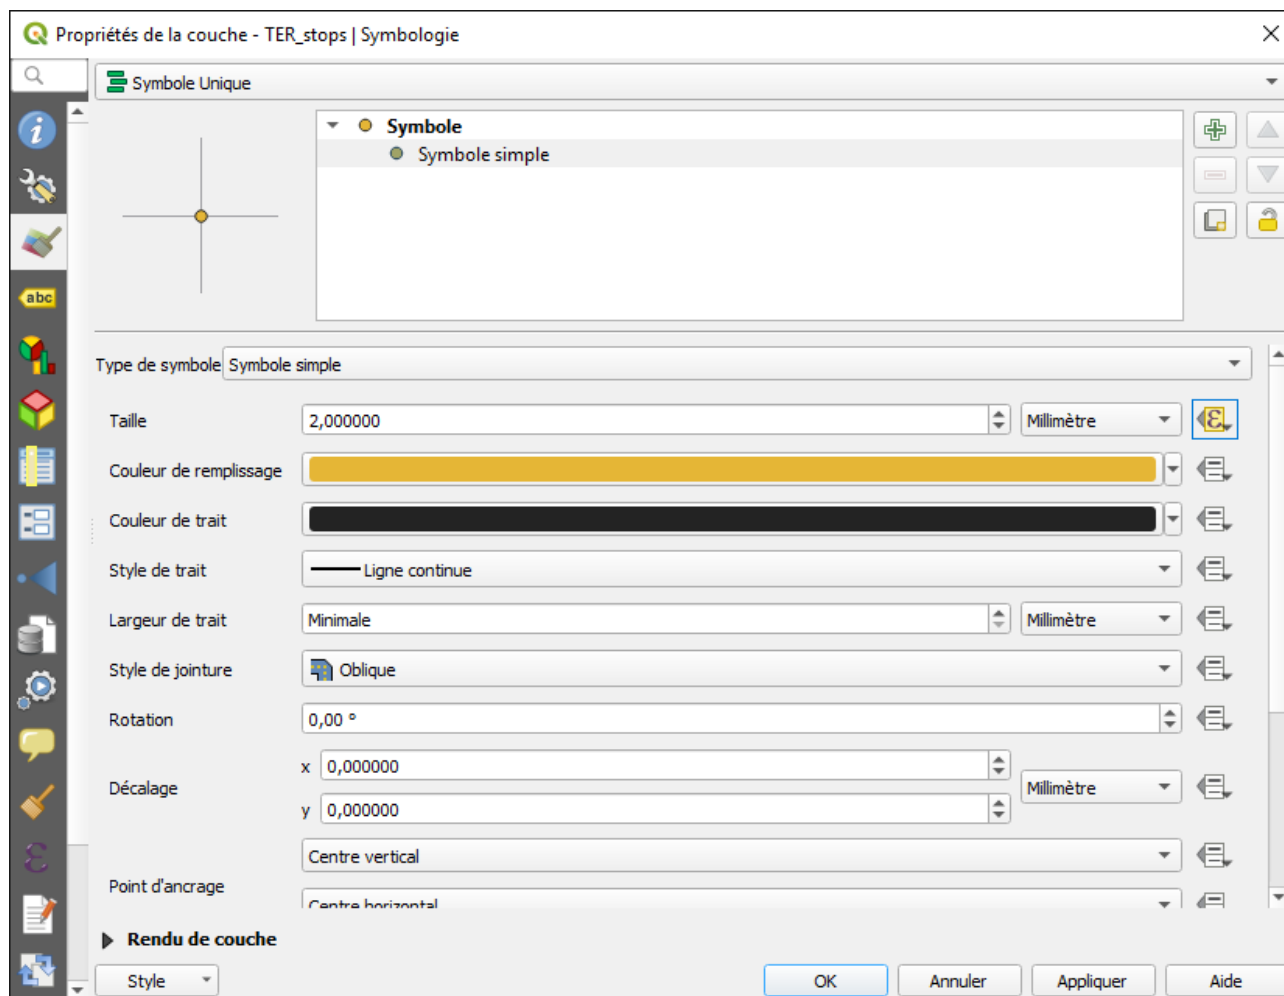 Propriétés de la couche - TER_stops | Symbologie
Symbole Unique
Symbole
Symbole simple
abc
Type de symbole Symbole simple
Taille 2,000000 Millimètre ε
Couleur de remplissage
Couleur de trait
Style de trait Ligne continue
Largeur de trait Minimale Millimètre
Style de jointure Oblique
Rotation 0,00 °
x 0,000000
Décalage Millimètre
y 0,000000
Centre vertical
Point d'ancrage
Centre horizontal
Rendu de couche
Style OK Annuler Appliquer Aide